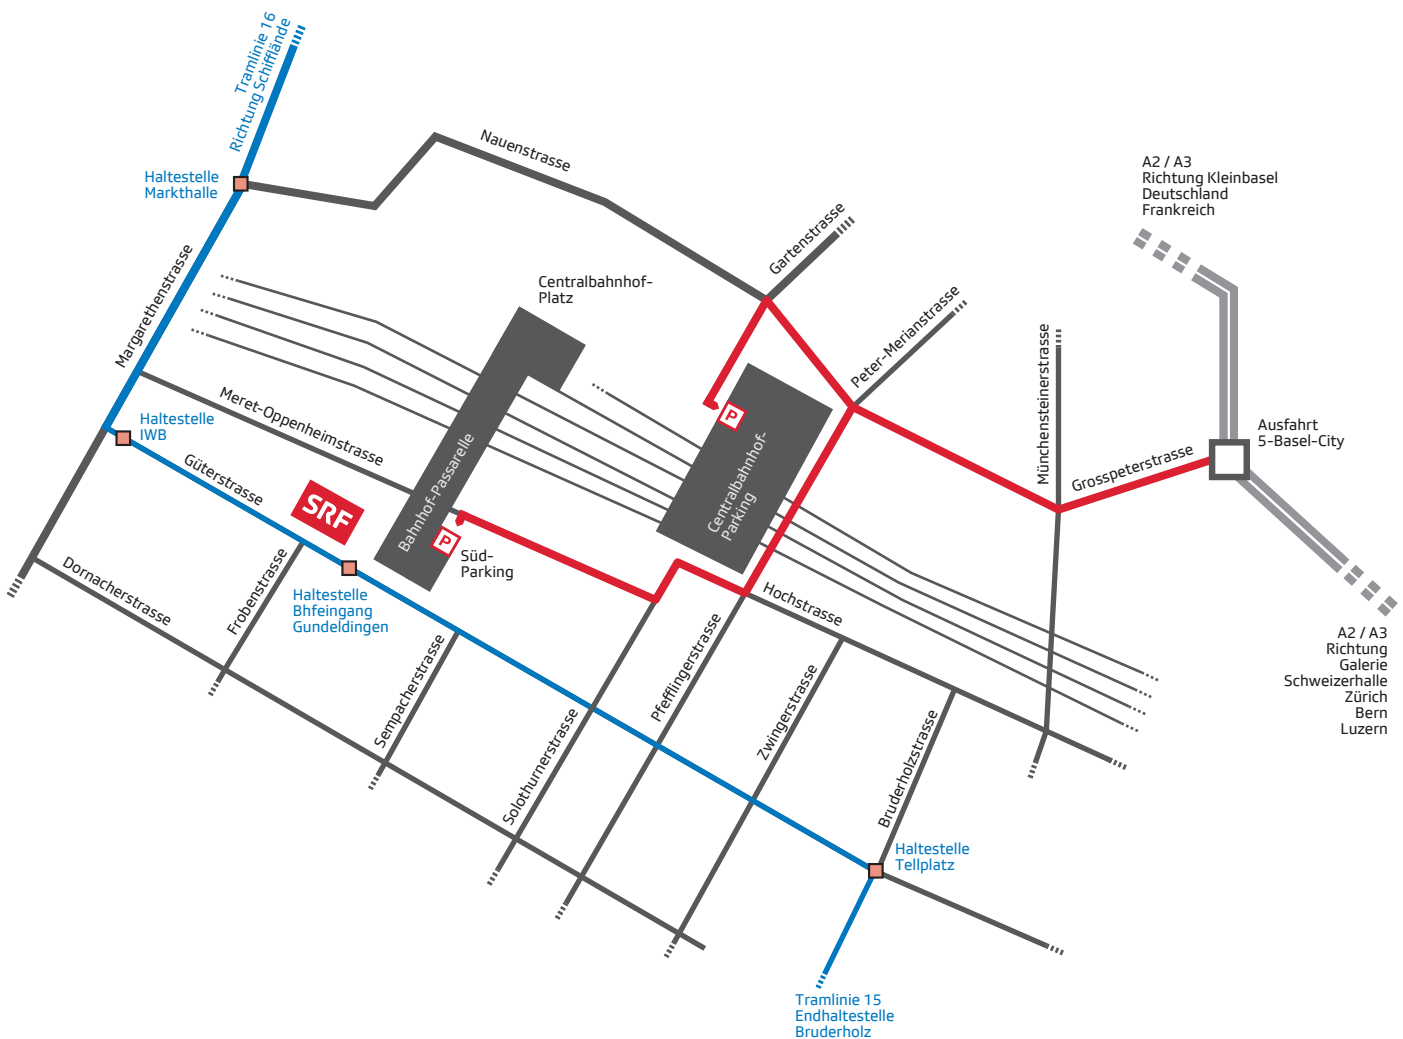 Tramlinie 16
Richtung Schifflände
Haltestelle
Markthalle
Nauenstrasse
A2 / A3
Richtung Kleinbasel
Deutschland
Frankreich
Gartenstrasse
Centralbahnhof-
Platz
Margarethenstrasse
Peter-Merianstrasse
Münchensteinerstrasse
Meret-Oppenheimstrasse
Haltestelle
IWB
P
Ausfahrt
5-Basel-City
Güterstrasse
Grosspeterstrasse
SRF
Bahnhof-Passarelle
Centralbahnhof-
Parking
P
Süd-
Parking
Dornacherstrasse
Frobenstrasse
Haltestelle
Bhfeingang
Gundeldingen
Hochstrasse
Sempacherstrasse
Pfefflingerstrasse
Zwingerstrasse
A2 / A3
Richtung
Galerie
Schweizerhalle
Zürich
Bern
Luzern
Solothurnerstrasse
Bruderholzstrasse
Haltestelle
Tellplatz
Tramlinie 15
Endhaltestelle
Bruderholz